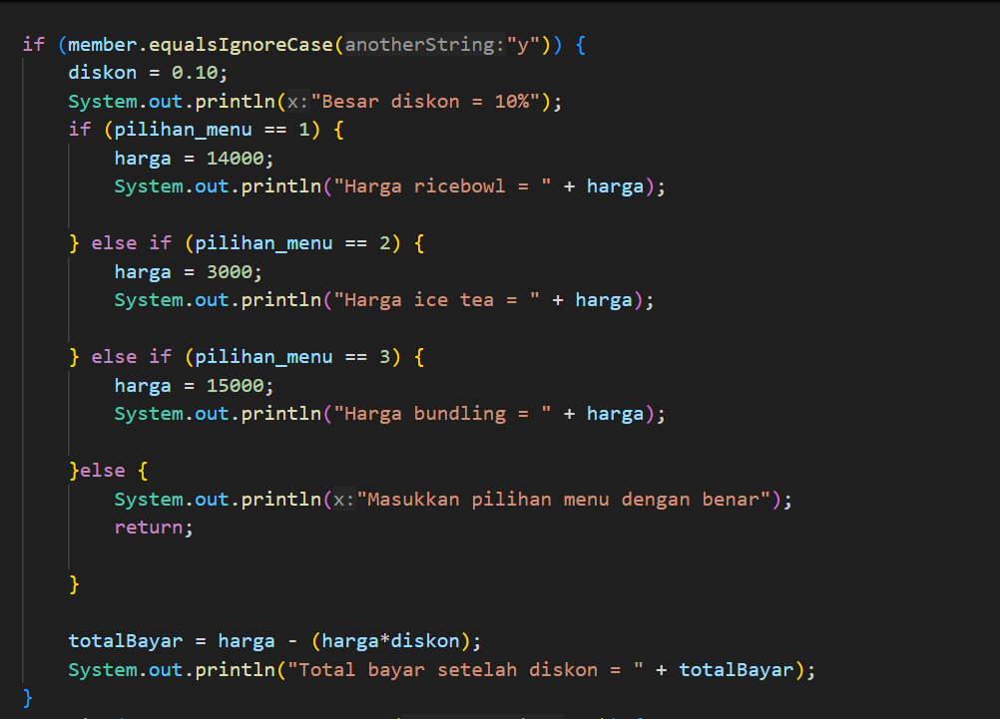 if (member.equalsIgnoreCase(anotherString:"y")) {
diskon = 0.10;
System.out.println(x:"Besar diskon = 10%");
if (pilihan_menu == 1) {
harga = 14000;
System.out.println("Harga ricebowl = " + harga);
} else if (pilihan_menu == 2) {
harga = 3000;
System.out.println("Harga ice tea = " + harga);
} else if (pilihan_menu == 3) {
harga = 15000;
System.out.println("Harga bundling = " + harga);
}else {
System.out.println(x:"Masukkan pilihan menu dengan benar");
return;
}
totalBayar = harga - (harga*diskon);
System.out.println("Total bayar setelah diskon = " + totalBayar);
}